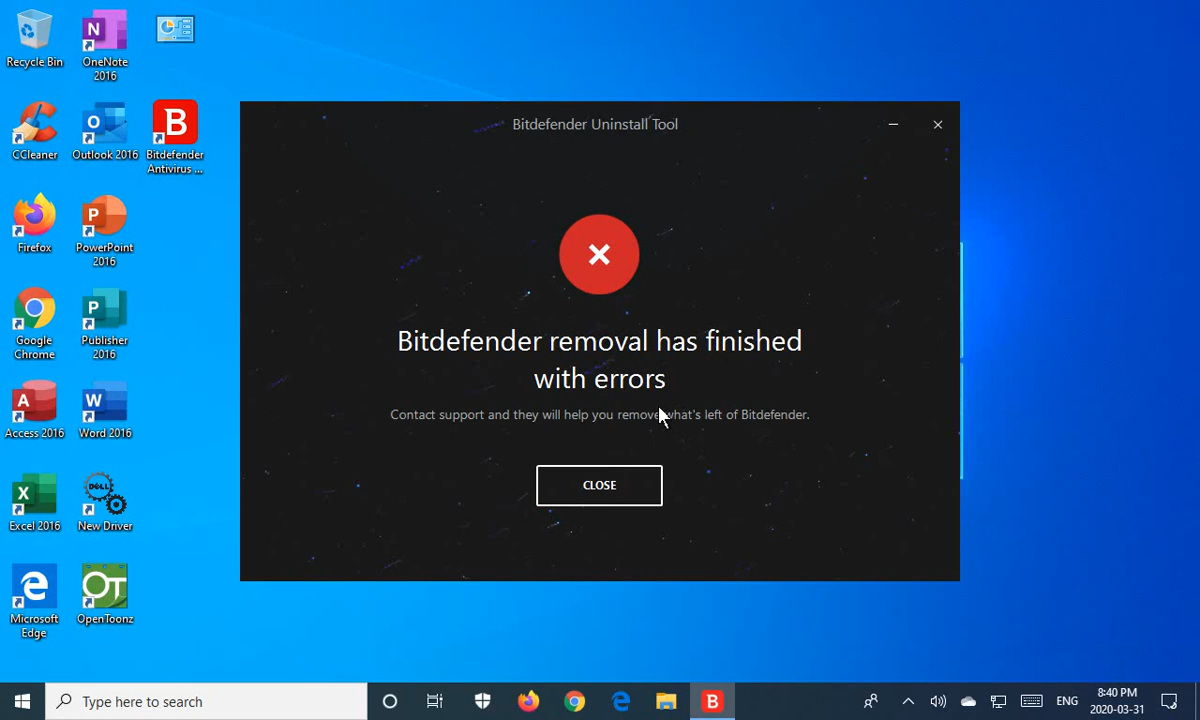 Recycle Bin
OneNote
2016
CCleaner
Outlook 2016
Bitdefender
Antivirus ...
Firefox
PowerPoint
2016
Google
Chrome
Publisher
2016
Access 2016
Word 2016
Excel 2016
DELL
New Driver
Microsoft
Edge
OT
OpenToonz
Bitdefender Uninstall Tool
Bitdefender removal has finished
with errors
Contact support and they will help you remove what's left of Bitdefender.
CLOSE
Type here to search
ENG
8:40 PM
2020-03-31